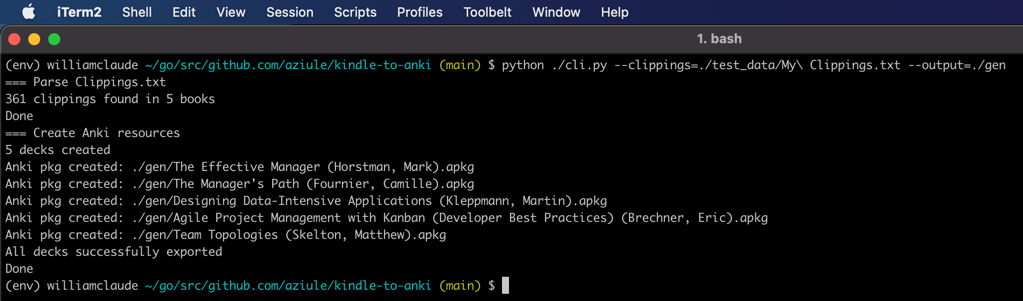 iTerm2 Shell Edit View Session Scripts Profiles Toolbelt Window Help
1. bash
(env) williamclaude ~/go/src/github.com/aziule/kindle-to-anki (main) $ python ./cli.py --clippings=./test_data/My\ Clippings.txt --output=./gen
=== Parse Clippings.txt
361 clippings found in 5 books
Done
=== Create Anki resources
5 decks created
Anki pkg created: ./gen/The Effective Manager (Horstman, Mark).apkg
Anki pkg created: ./gen/The Manager's Path (Fournier, Camille).apkg
Anki pkg created: ./gen/Designing Data-Intensive Applications (Kleppmann, Martin).apkg
Anki pkg created: ./gen/Agile Project Management with Kanban (Developer Best Practices) (Brechner, Eric).apkg
Anki pkg created: ./gen/Team Topologies (Skelton, Matthew).apkg
All decks successfully exported
Done
(env) williamclaude ~/go/src/github.com/aziule/kindle-to-anki (main) $